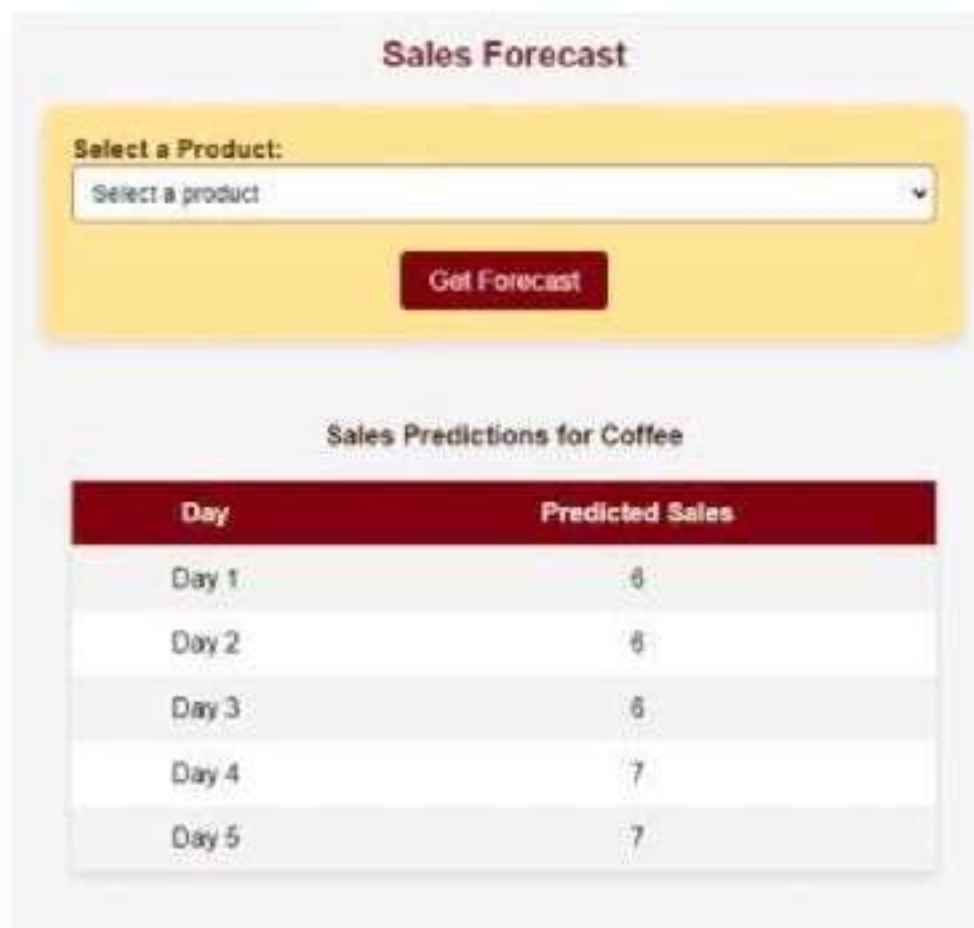 Sales Forecast
Select a Product:
Select a product
Get Forecast
Sales Predictions for Coffee
Day Predicted Sales
Day 1 6
Day 2 6
Day 3 6
Day 4 7
Day 5 7